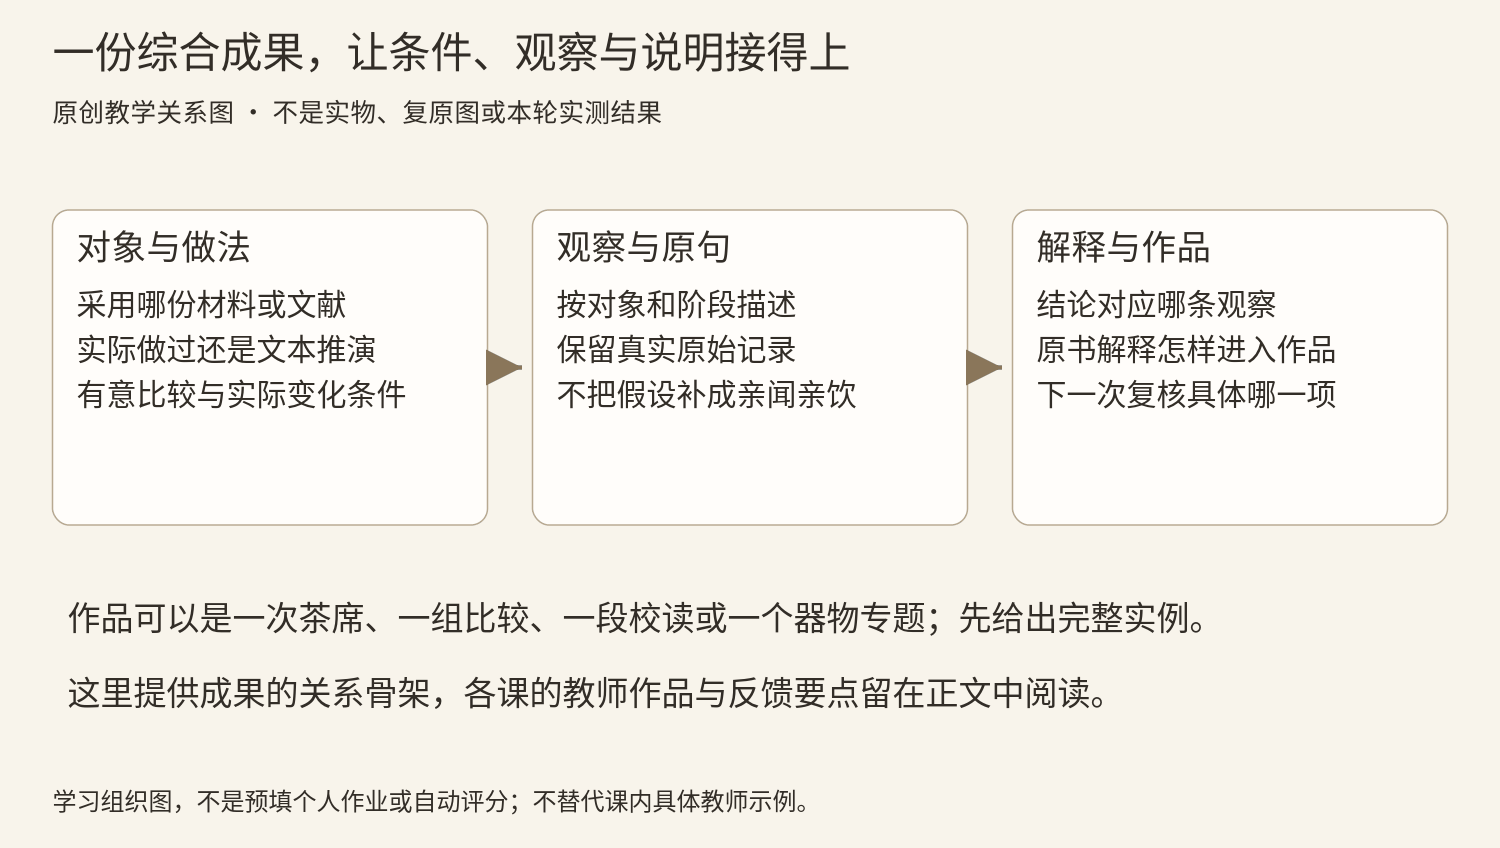 一份综合成果，让条件、观察与说明接得上
原创教学关系图 · 不是实物、复原图或本轮实测结果
对象与做法
采用哪份材料或文献
实际做过还是文本推演
有意比较与实际变化条件
观察与原句
按对象和阶段描述
保留真实原始记录
不把假设补成亲闻亲饮
解释与作品
结论对应哪条观察
原书解释怎样进入作品
下一次复核具体哪一项
作品可以是一次茶席、一组比较、一段校读或一个器物专题；先给出完整实例。
这里提供成果的关系骨架，各课的教师作品与反馈要点留在正文中阅读。
学习组织图，不是预填个人作业或自动评分；不替代课内具体教师示例。